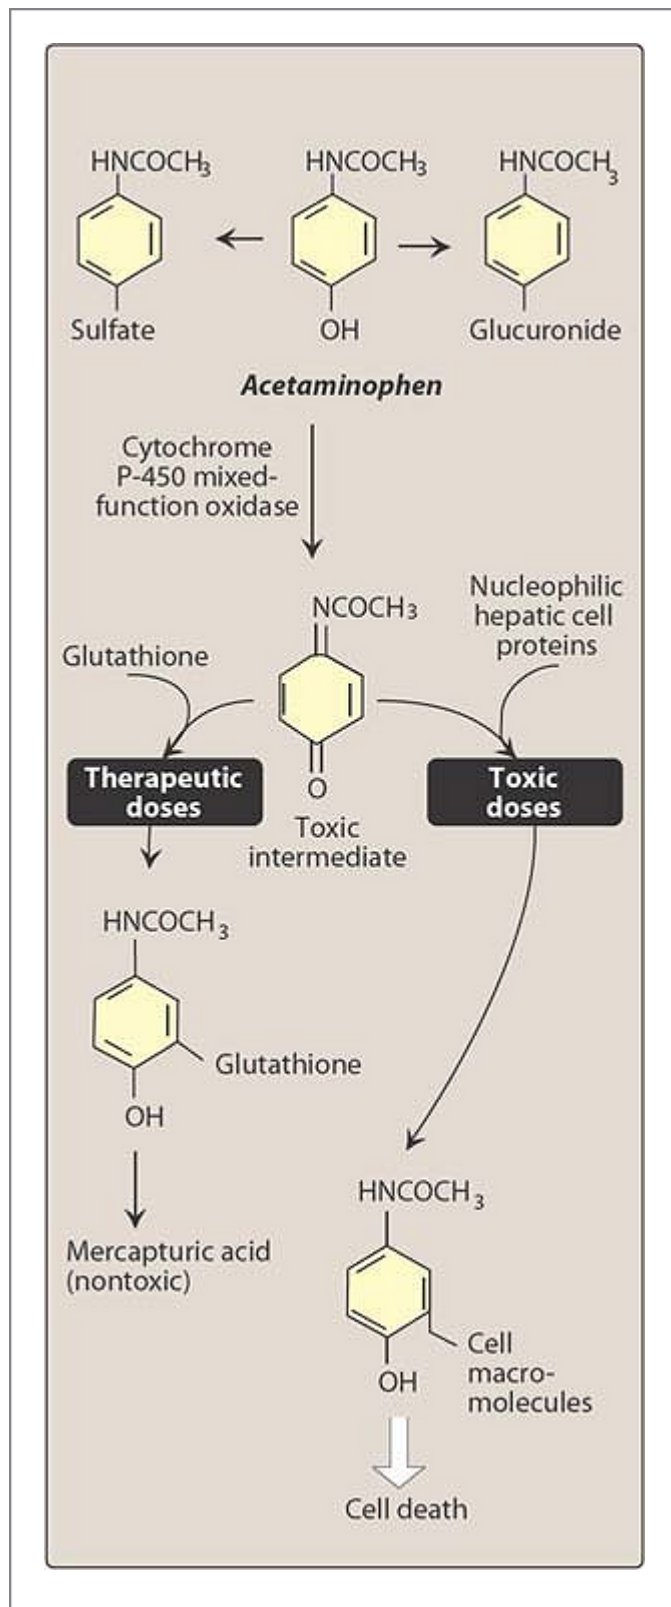 HNCOCH3
HNCOCH3
HNCOCH3
Sulfate
OH
Glucuronide
Acetaminophen
Cytochrome
P-450 mixed-
function oxidase
NCOCH3
Nucleophilic
hepatic cell
proteins
Glutathione
Therapeutic
doses
O
Toxic
intermediate
Toxic
doses
HNCOCH3
Glutathione
OH
Mercapturic acid
(nontoxic)
HNCOCH3
Cell
macro-
molecules
OH
Cell death